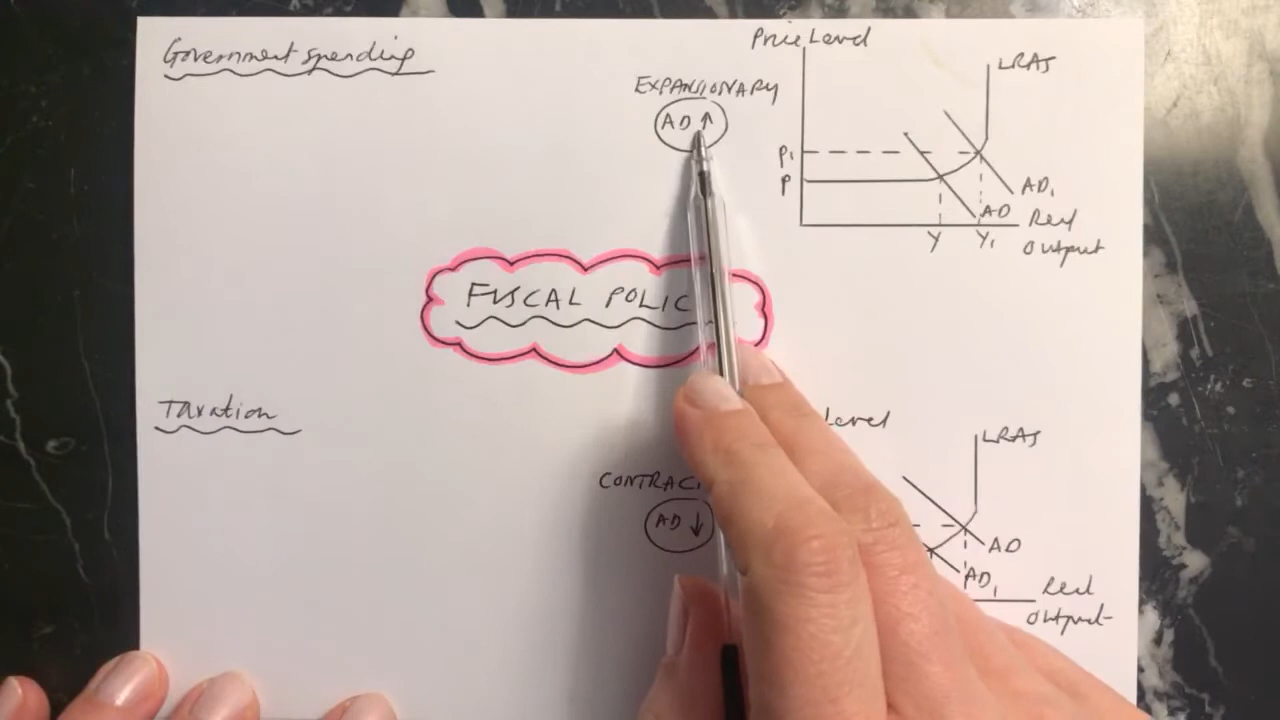 Government spending
EXPANSIONARY
AD ↑
Price Level
LRAS
P₁
P
AD₁
AD
Y
Y₁
Real
Output
FISCAL POLIC
Taxation
CONTRAC
AD ↓
Level
LRAS
AD
AD₁
Real
Output